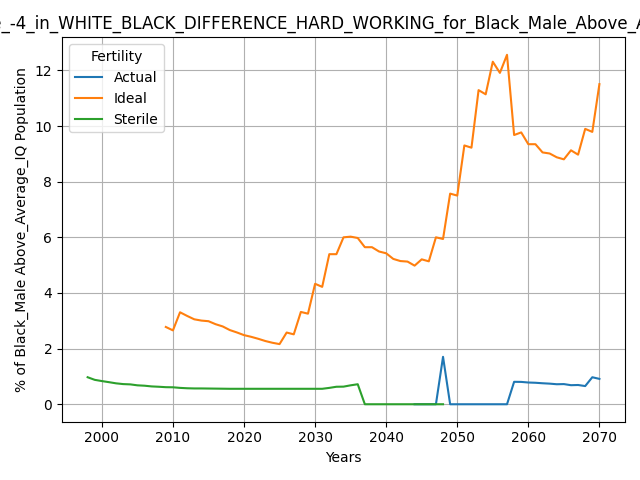 _-4_in_WHITE_BLACK_DIFFERENCE_HARD_WORKING_for_Black_Male_Above_A
Fertility
Actual
Ideal
Sterile
% of Black_Male Above_Average_IQ Population
12
10
8
6
4
2
0
2000 2010 2020 2030 2040 2050 2060 2070
Years